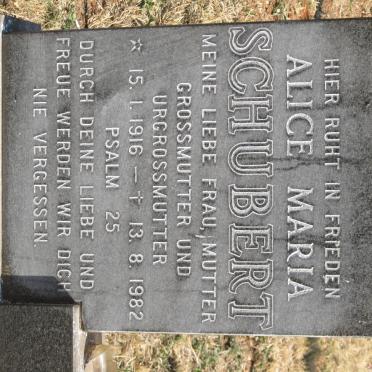 HIER RUHT IN FRIEDEN
ALICE MARIA
SCHUBERT
MEINE LIEBE FRAU, MUTTER
GROSSMUTTER UND
URGROSSMUTTER
☆ 15. 1. 1916 — † 13. 8. 1982
PSALM 25
DURCH DEINE LIEBE UND
FREUE WERDEN WIR DICH
NIE VERGESSEN